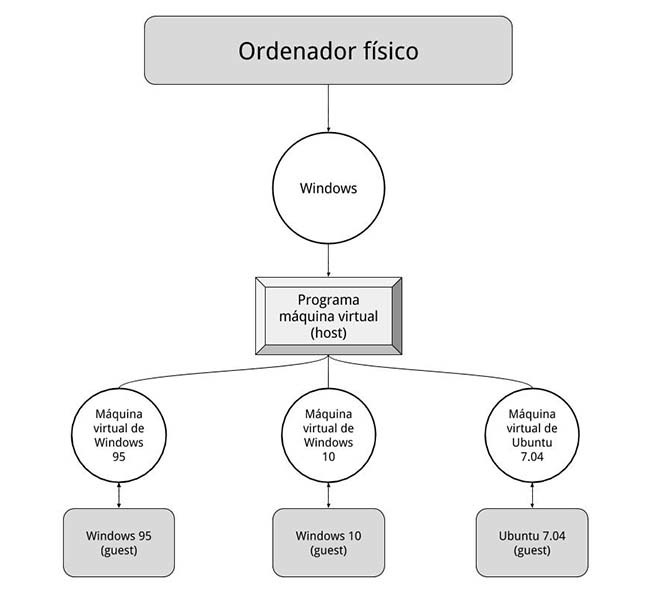 Ordenador físico
Windows
Programa
máquina virtual
(host)
Máquina
virtual de
Windows
95
Máquina
virtual de
Windows
10
Máquina
virtual de
Ubuntu
7.04
Windows 95
(guest)
Windows 10
(guest)
Ubuntu 7.04
(guest)